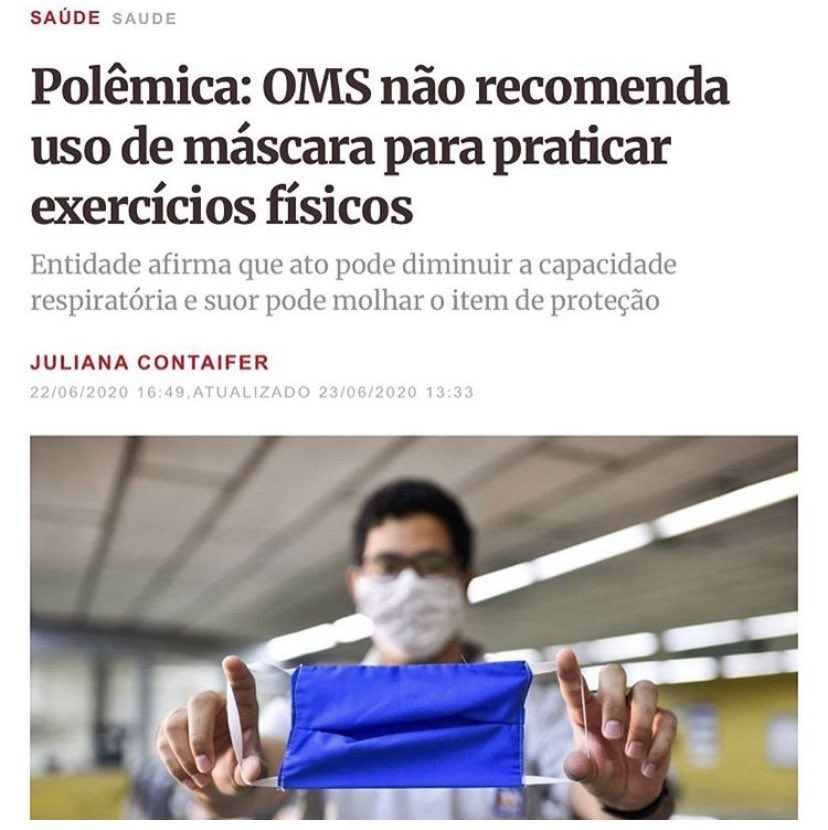 SAÚDE SAUDE
Polêmica: OMS não recomenda
uso de máscara para praticar
exercícios físicos
Entidade afirma que ato pode diminuir a capacidade
respiratória e suor pode molhar o item de proteção
JULIANA CONTAIFER
22/06/2020 16:49,ATUALIZADO 23/06/2020 13:33